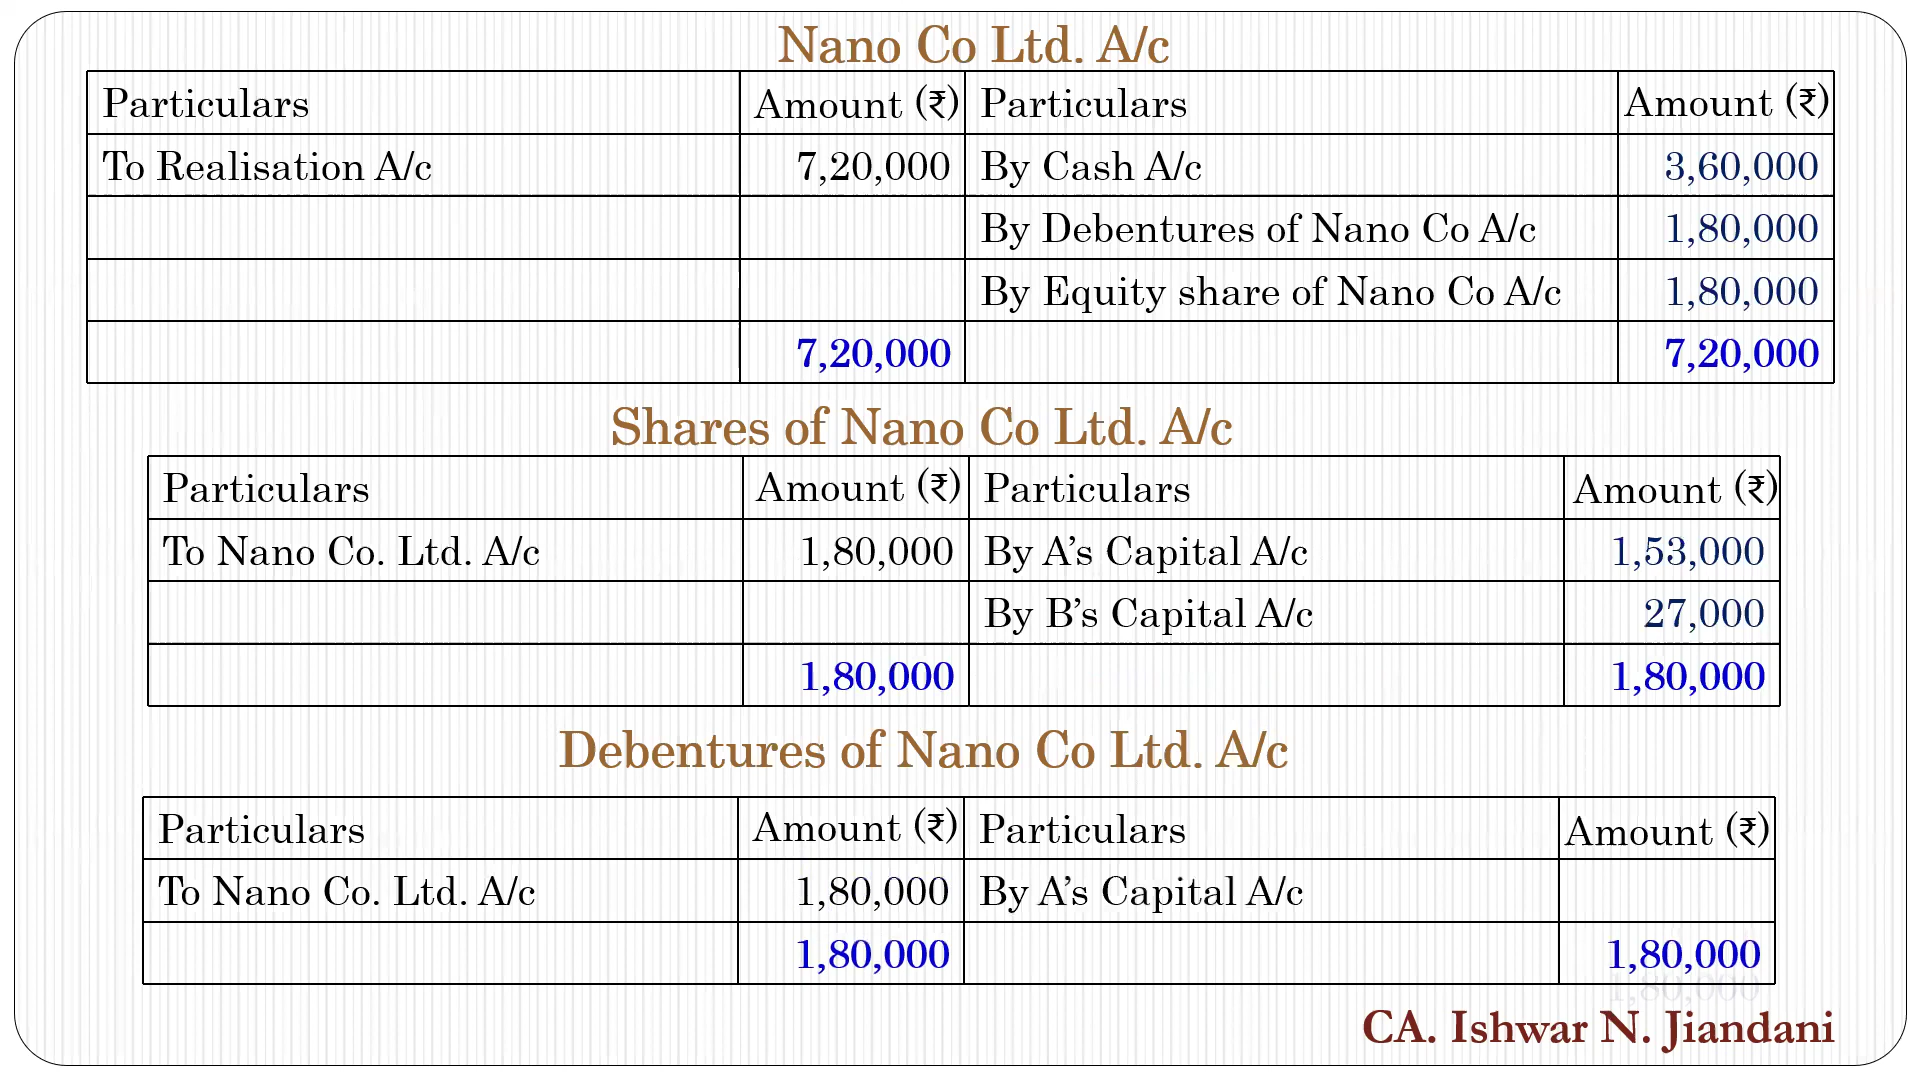 Nano Co Ltd. A/c
Particulars Amount (₹) Particulars Amount (₹)
To Realisation A/c 7,20,000 By Cash A/c 3,60,000
By Debentures of Nano Co A/c 1,80,000
By Equity share of Nano Co A/c 1,80,000
7,20,000 7,20,000
Shares of Nano Co Ltd. A/c
Particulars Amount (₹) Particulars Amount (₹)
To Nano Co. Ltd. A/c 1,80,000 By A’s Capital A/c 1,53,000
By B’s Capital A/c 27,000
1,80,000 1,80,000
Debentures of Nano Co Ltd. A/c
Particulars Amount (₹) Particulars Amount (₹)
To Nano Co. Ltd. A/c 1,80,000 By A’s Capital A/c
1,80,000 1,80,000
1,80,000
CA. Ishwar N. Jiandani